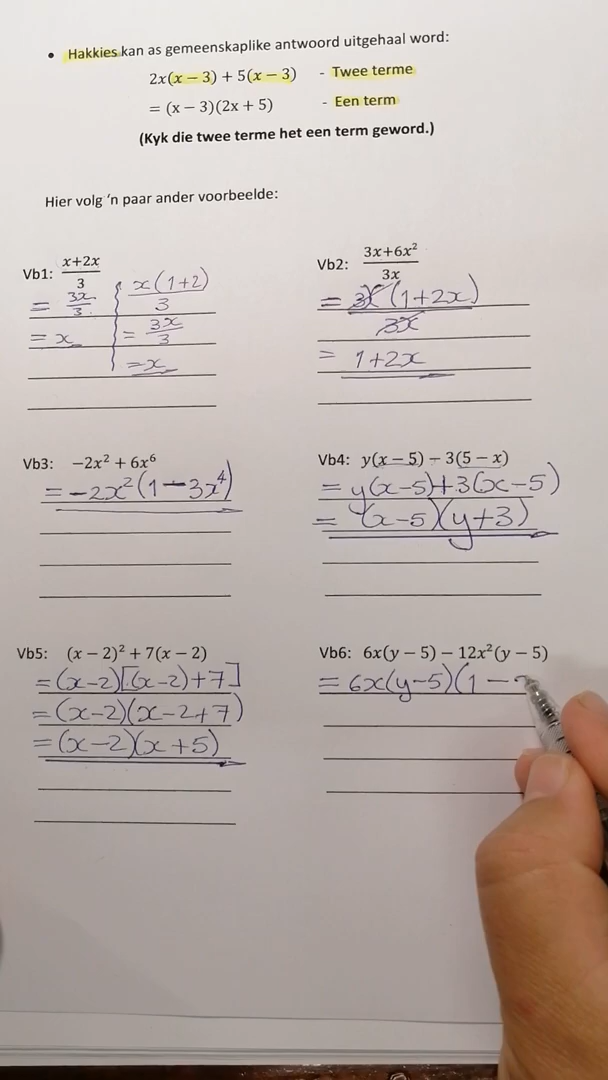 • Hakkies kan as gemeenskaplike antwoord uitgehaal word:
2x(x – 3) + 5(x – 3) - Twee terme
= (x – 3)(2x + 5) - Een term
(Kyk die twee terme het een term geword.)
Hier volg 'n paar ander voorbeelde:
Vb1: (x+2x)/3
= 3x/3
= x
x(1+2)/3
= 3x/3
= x
Vb2: (3x+6x²)/3x
= 3x(1+2x)/3x
= 1+2x
Vb3: −2x² + 6x⁶
= −2x²(1−3x⁴)
Vb4: y(x – 5) – 3(5 – x)
= y(x−5)+3(x−5)
= (x−5)(y+3)
Vb5: (x – 2)² + 7(x – 2)
= (x−2)[(x−2)+7]
= (x−2)(x−2+7)
= (x−2)(x+5)
Vb6: 6x(y – 5) – 12x²(y – 5)
= 6x(y−5)(1 −